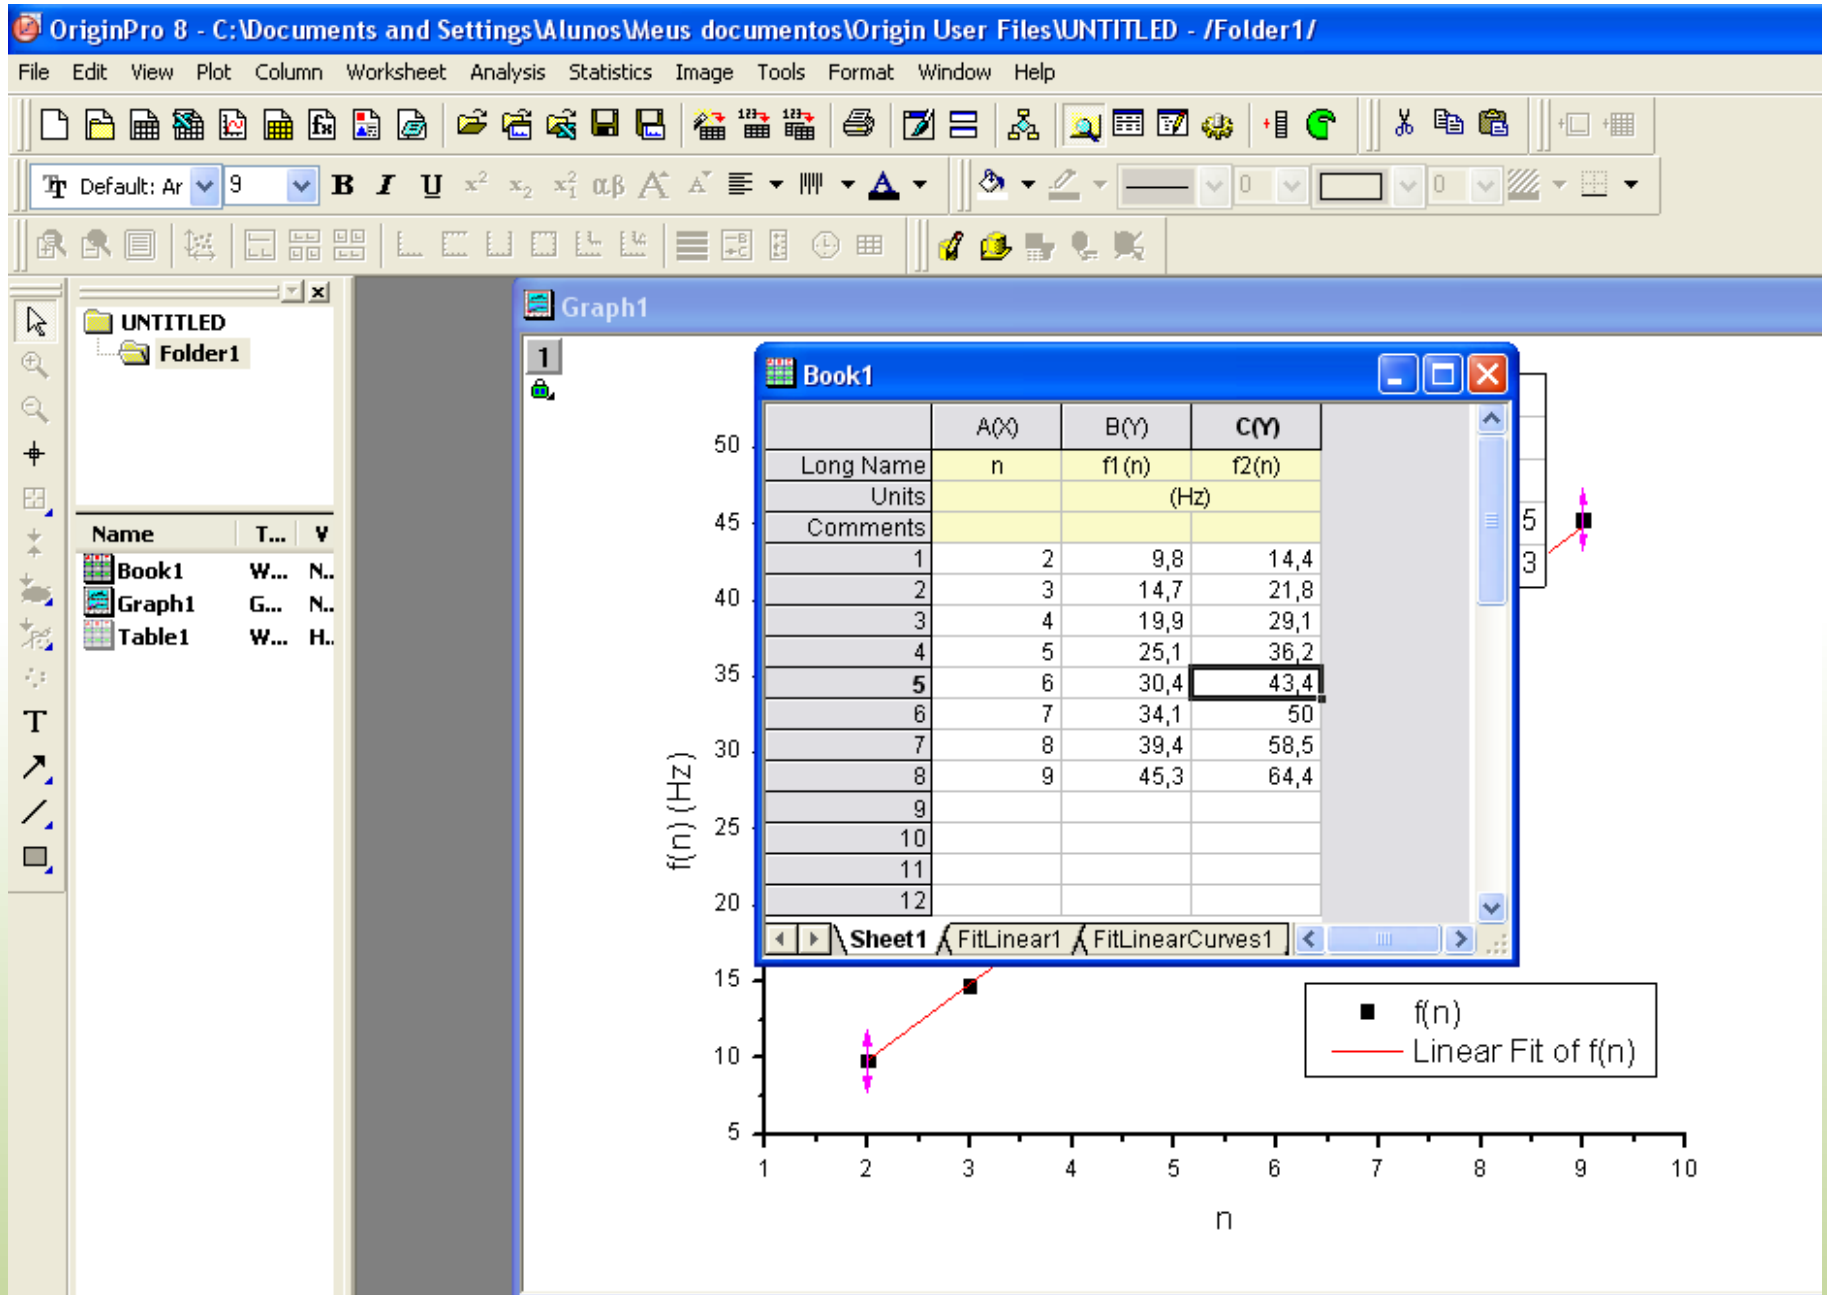 OriginPro 8 - C:\Documents and Settings\Alunos\Meus documentos\Origin User Files\UNTITLED - /Folder1/
File Edit View Plot Column Worksheet Analysis Statistics Image Tools Format Window Help
Default: Ar 9 B I U x² x₂ αβ A A A 0 0
UNTITLED
Folder1
Name T... V
Book1 W... N..
Graph1 G... N..
Table1 W... H..
T
Graph1
1
Book1
A(X) B(Y) C(Y)
Long Name n f1(n) f2(n)
Units (Hz)
Comments
1 2 9,8 14,4
2 3 14,7 21,8
3 4 19,9 29,1
4 5 25,1 36,2
5 6 30,4 43,4
6 7 34,1 50
7 8 39,4 58,5
8 9 45,3 64,4
9
10
11
12
Sheet1 FitLinear1 FitLinearCurves1
5
3
50
45
40
35
30
25
20
15
10
5
f(n) (Hz)
1 2 3 4 5 6 7 8 9 10
n
f(n)
Linear Fit of f(n)